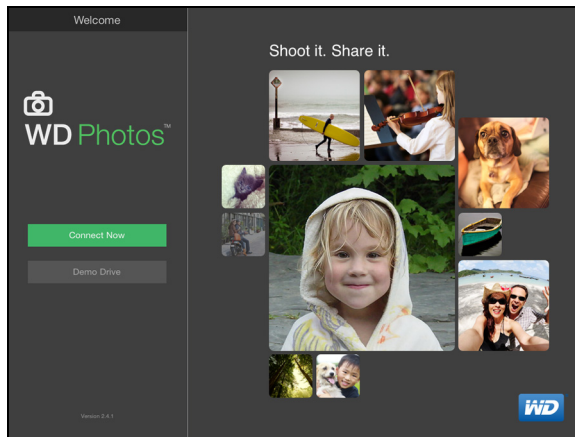 Welcome
WD Photos™
Connect Now
Demo Drive
Version 2.4.1
Shoot it. Share it.
WD